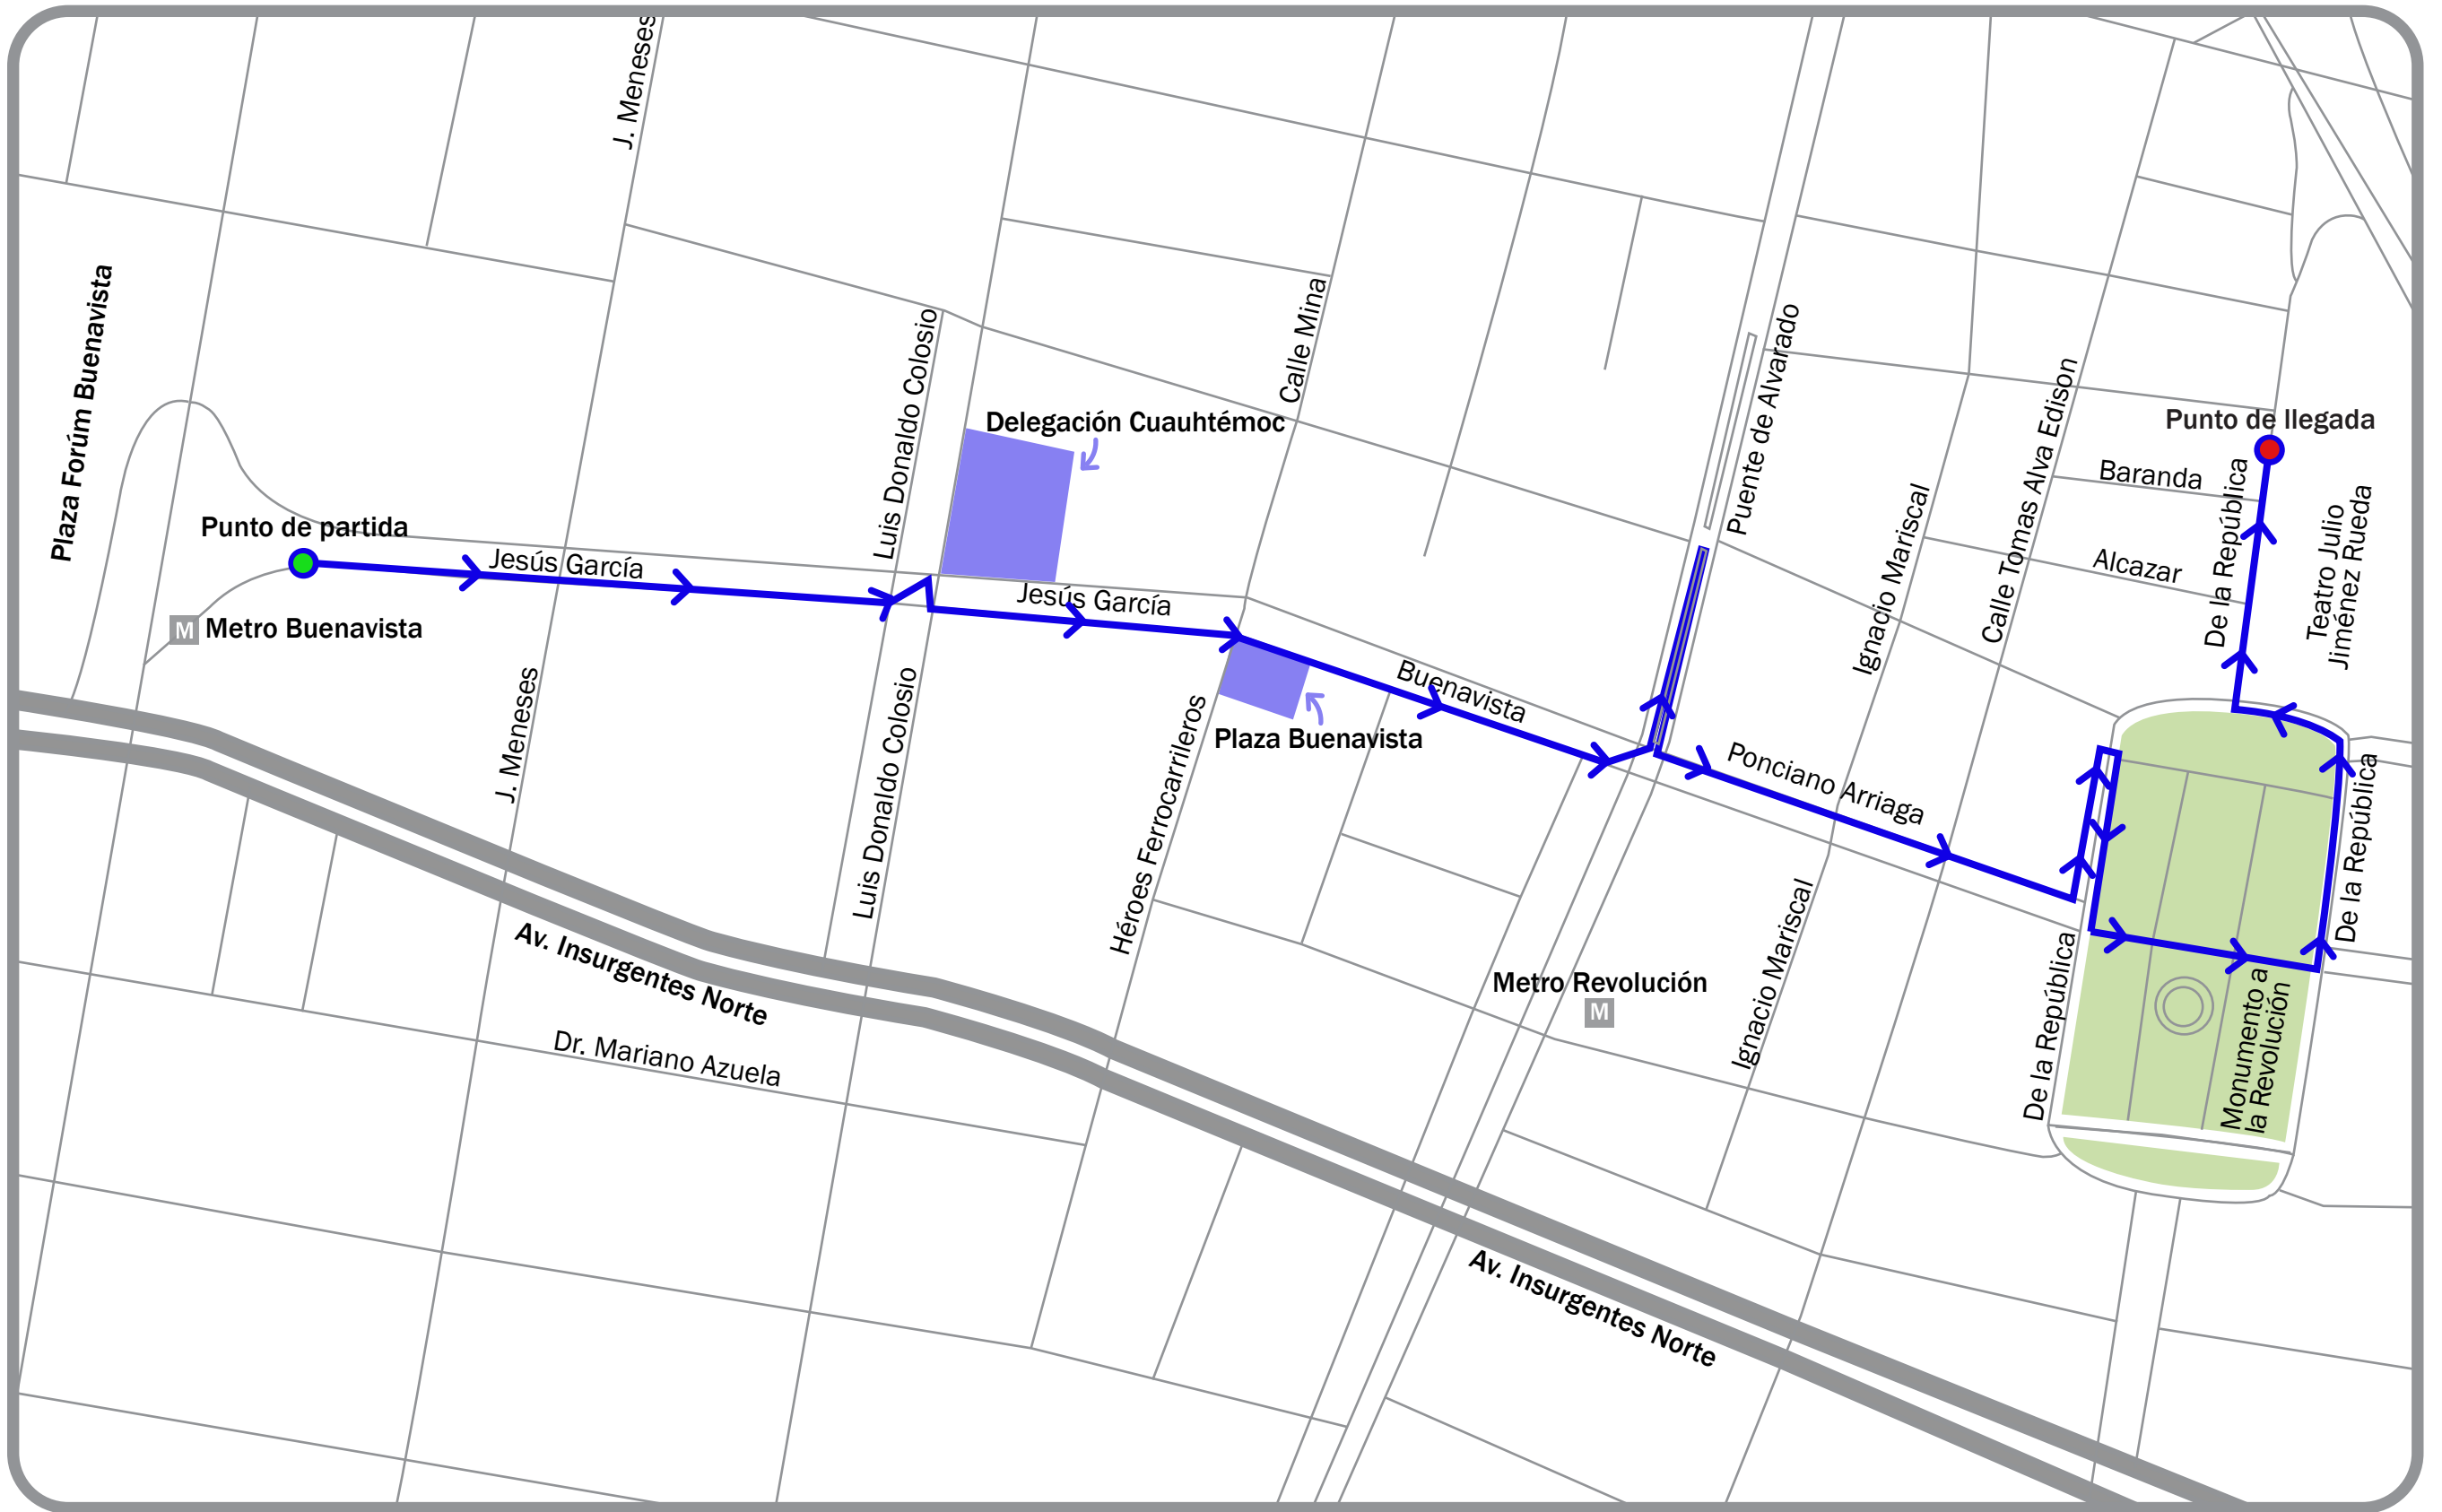 J. Meneses
Plaza Forúm Buenavista
Luis Donaldo Colosio
Calle Mina
Puente de Alvarado
Delegación Cuauhtémoc
Calle Tomas Alva Edison
Punto de llegada
Baranda
De la República
Teatro Julio
Jiménez Rueda
Ignacio Mariscal
Alcazar
Punto de partida
Jesús García
Jesús García
M Metro Buenavista
J. Meneses
Luis Donaldo Colosio
Héroes Ferrocarrileros
Buenavista
Plaza Buenavista
Ponciano Arriaga
De la República
Av. Insurgentes Norte
Metro Revolución
M
Ignacio Mariscal
De la República
Monumento a
la Revolución
Dr. Mariano Azuela
Av. Insurgentes Norte